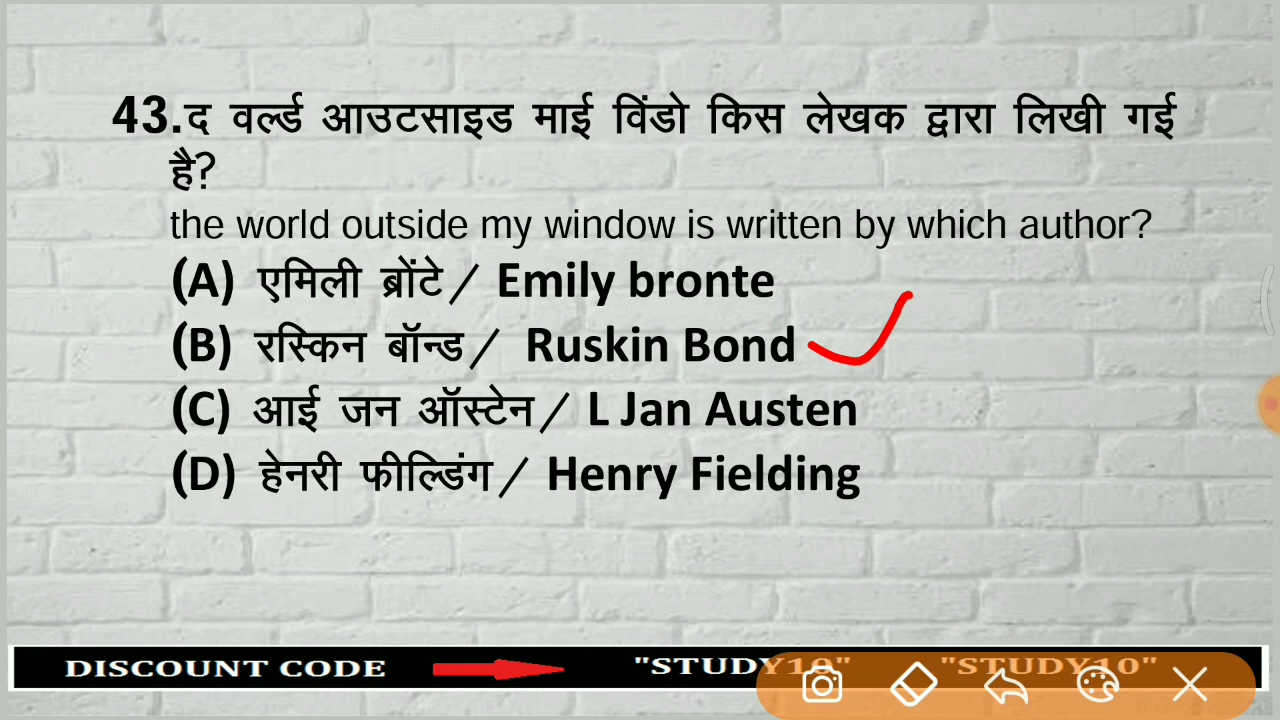 43.द वर्ल्ड आउटसाइड माई विंडो किस लेखक द्वारा लिखी गई
है?
the world outside my window is written by which author?
(A) एमिली ब्रोंटे / Emily bronte
(B) रस्किन बॉन्ड / Ruskin Bond
(C) आई जन ऑस्टेन / L Jan Austen
(D) हेनरी फील्डिंग / Henry Fielding
DISCOUNT CODE "STUDY10" "STUDY10"